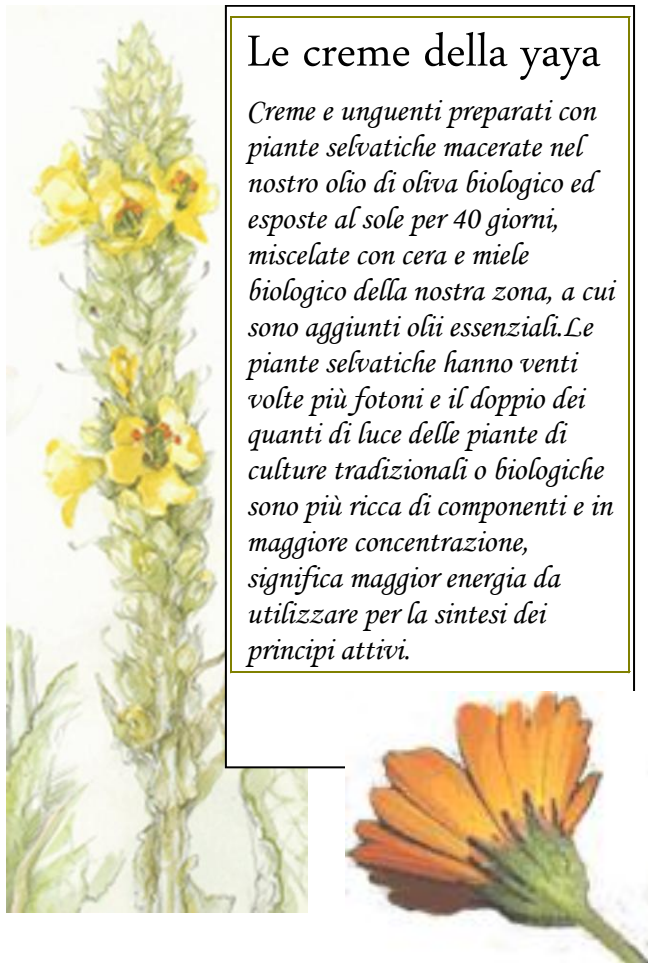 Le creme della yaya
Creme e unguenti preparati con
piante selvatiche macerate nel
nostro olio di oliva biologico ed
esposte al sole per 40 giorni,
miscelate con cera e miele
biologico della nostra zona, a cui
sono aggiunti olii essenziali.Le
piante selvatiche hanno venti
volte più fotoni e il doppio dei
quanti di luce delle piante di
culture tradizionali o biologiche
sono più ricca di componenti e in
maggiore concentrazione,
significa maggior energia da
utilizzare per la sintesi dei
principi attivi.